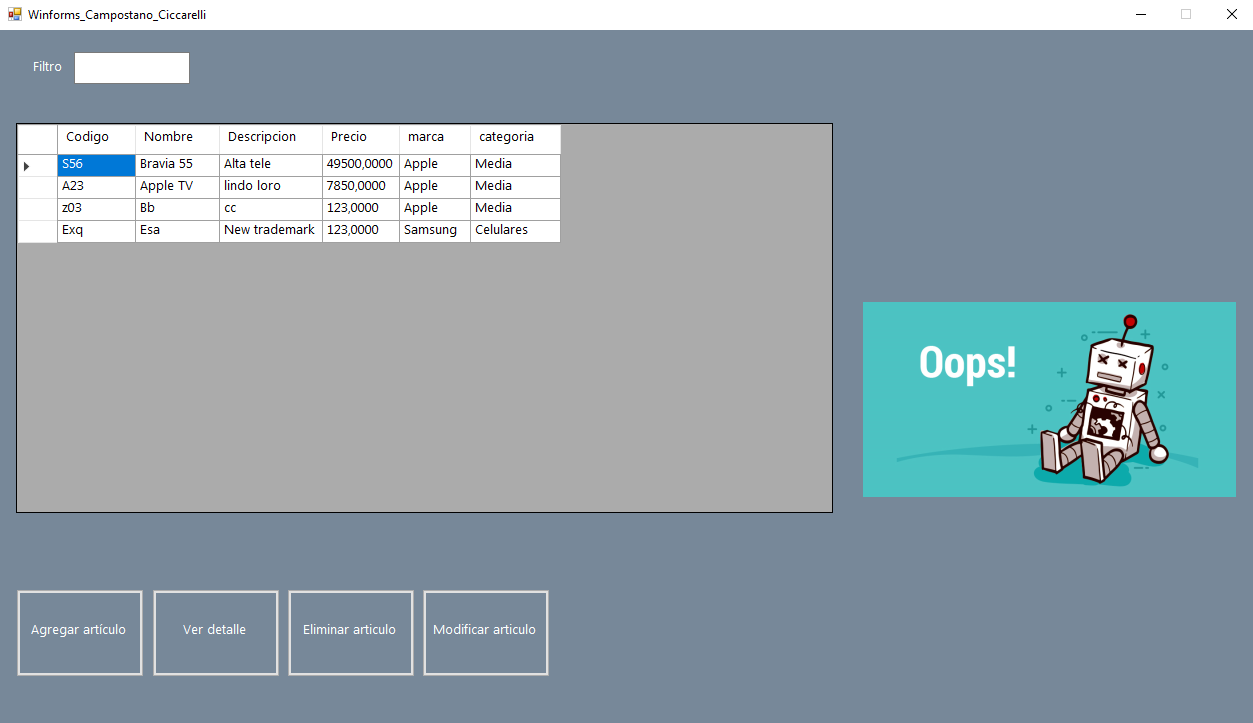 Winforms_Campostano_Ciccarelli
Filtro
Codigo Nombre Descripcion Precio marca categoria
S56 Bravia 55 Alta tele 49500,0000 Apple Media
A23 Apple TV lindo loro 7850,0000 Apple Media
z03 Bb cc 123,0000 Apple Media
Exq Esa New trademark 123,0000 Samsung Celulares
Oops!
Agregar artículo Ver detalle Eliminar articulo Modificar articulo